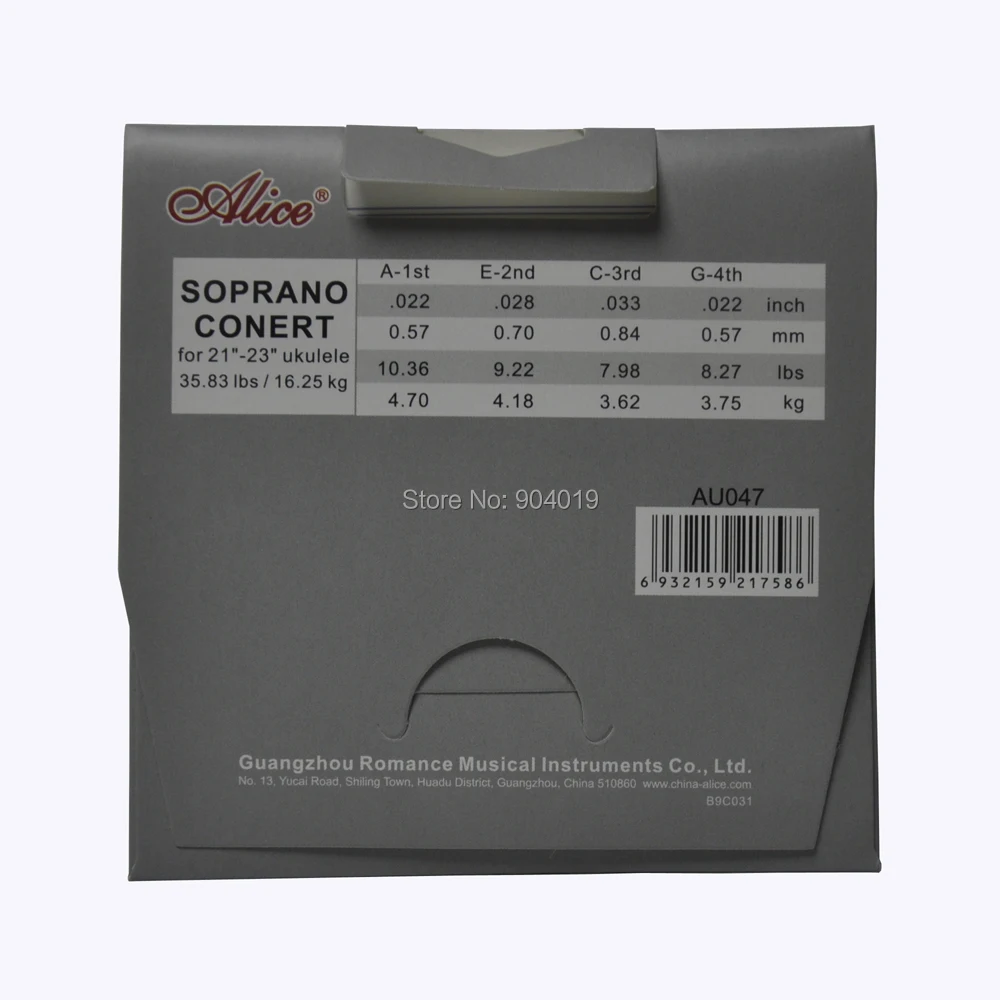 Alice®
SOPRANO
CONERT
for 21"-23" ukulele
35.83 lbs / 16.25 kg
A-1st E-2nd C-3rd G-4th
.022 .028 .033 .022 inch
0.57 0.70 0.84 0.57 mm
10.36 9.22 7.98 8.27 lbs
4.70 4.18 3.62 3.75 kg
Store No: 904019
AU047
6 932159 217586
Guangzhou Romance Musical Instruments Co., Ltd.
No. 13, Yucai Road, Shiling Town, Huadu District, Guangzhou, China 510860 www.china-alice.com
B9C031